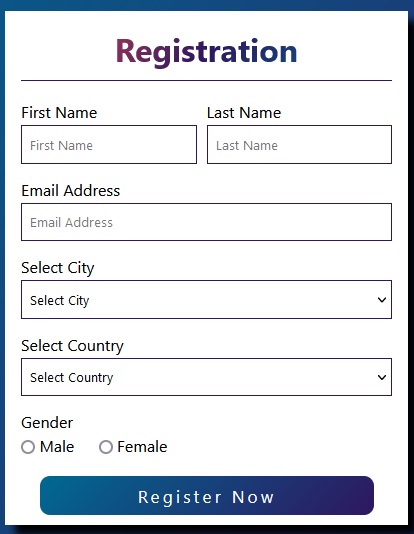 Registration
First Name Last Name
First Name Last Name
Email Address
Email Address
Select City
Select City
Select Country
Select Country
Gender
Male Female
Register Now